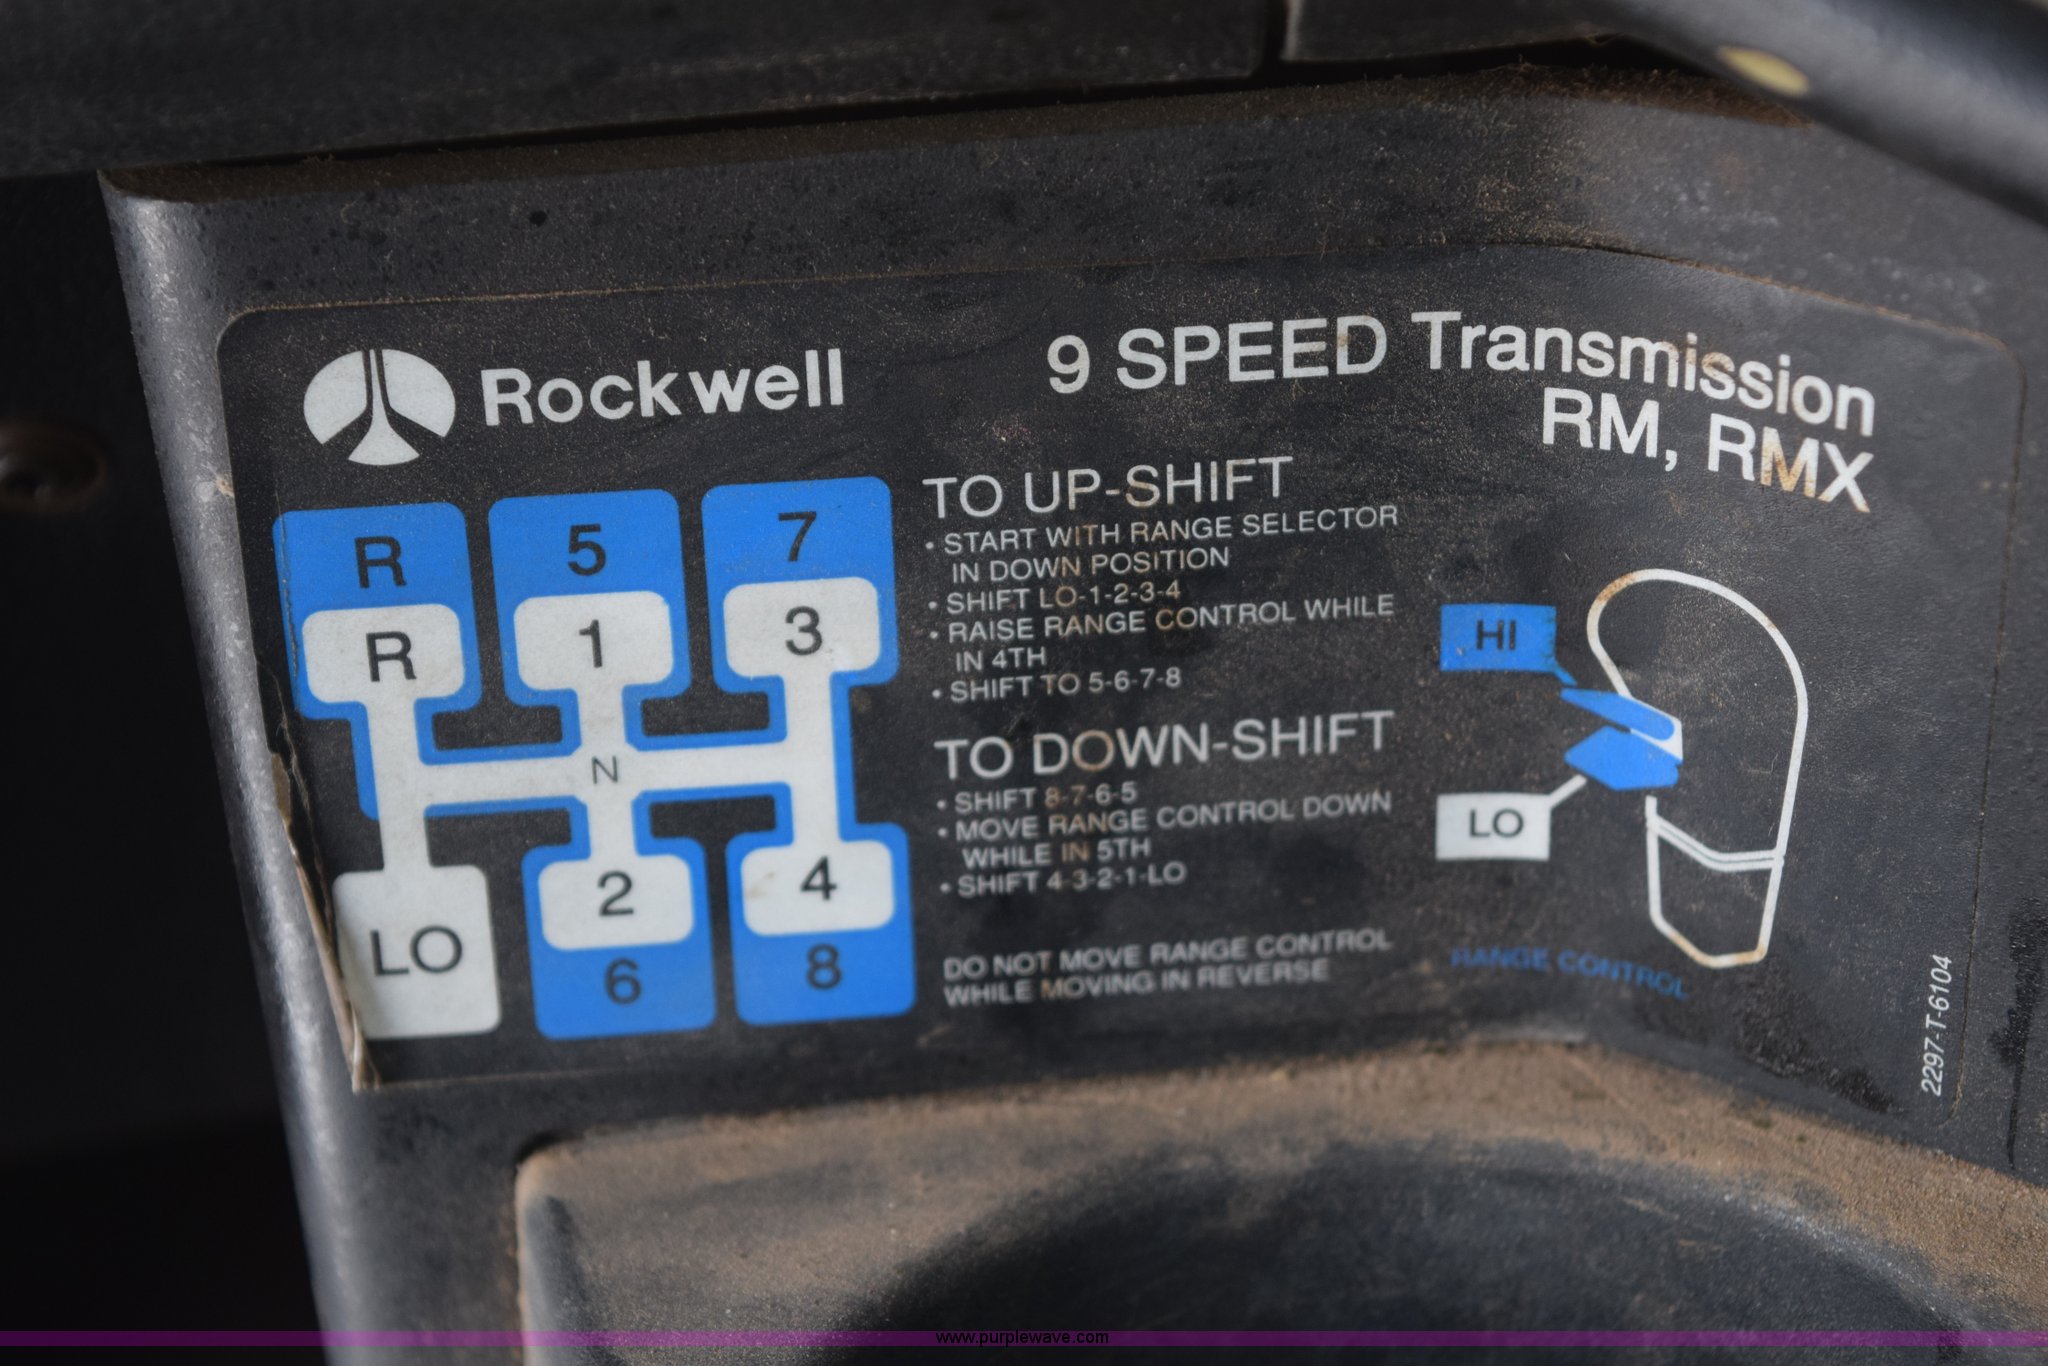 Rockwell
9 SPEED Transmission
RM, RMX
R 5 7
R 1 3
N
2 4
LO
6 8
TO UP-SHIFT
• START WITH RANGE SELECTOR
IN DOWN POSITION
• SHIFT LO-1-2-3-4
• RAISE RANGE CONTROL WHILE
IN 4TH
• SHIFT TO 5-6-7-8
TO DOWN-SHIFT
• SHIFT 8-7-6-5
• MOVE RANGE CONTROL DOWN
WHILE IN 5TH
• SHIFT 4-3-2-1-LO
DO NOT MOVE RANGE CONTROL
WHILE MOVING IN REVERSE
HI
LO
RANGE CONTROL
2297-T-6104
www.purplewave.com